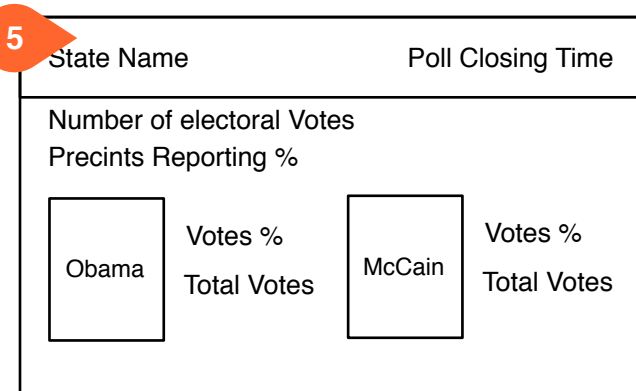 5
State Name Poll Closing Time
Number of electoral Votes
Precints Reporting %
Obama
Votes %
Total Votes
McCain
Votes %
Total Votes